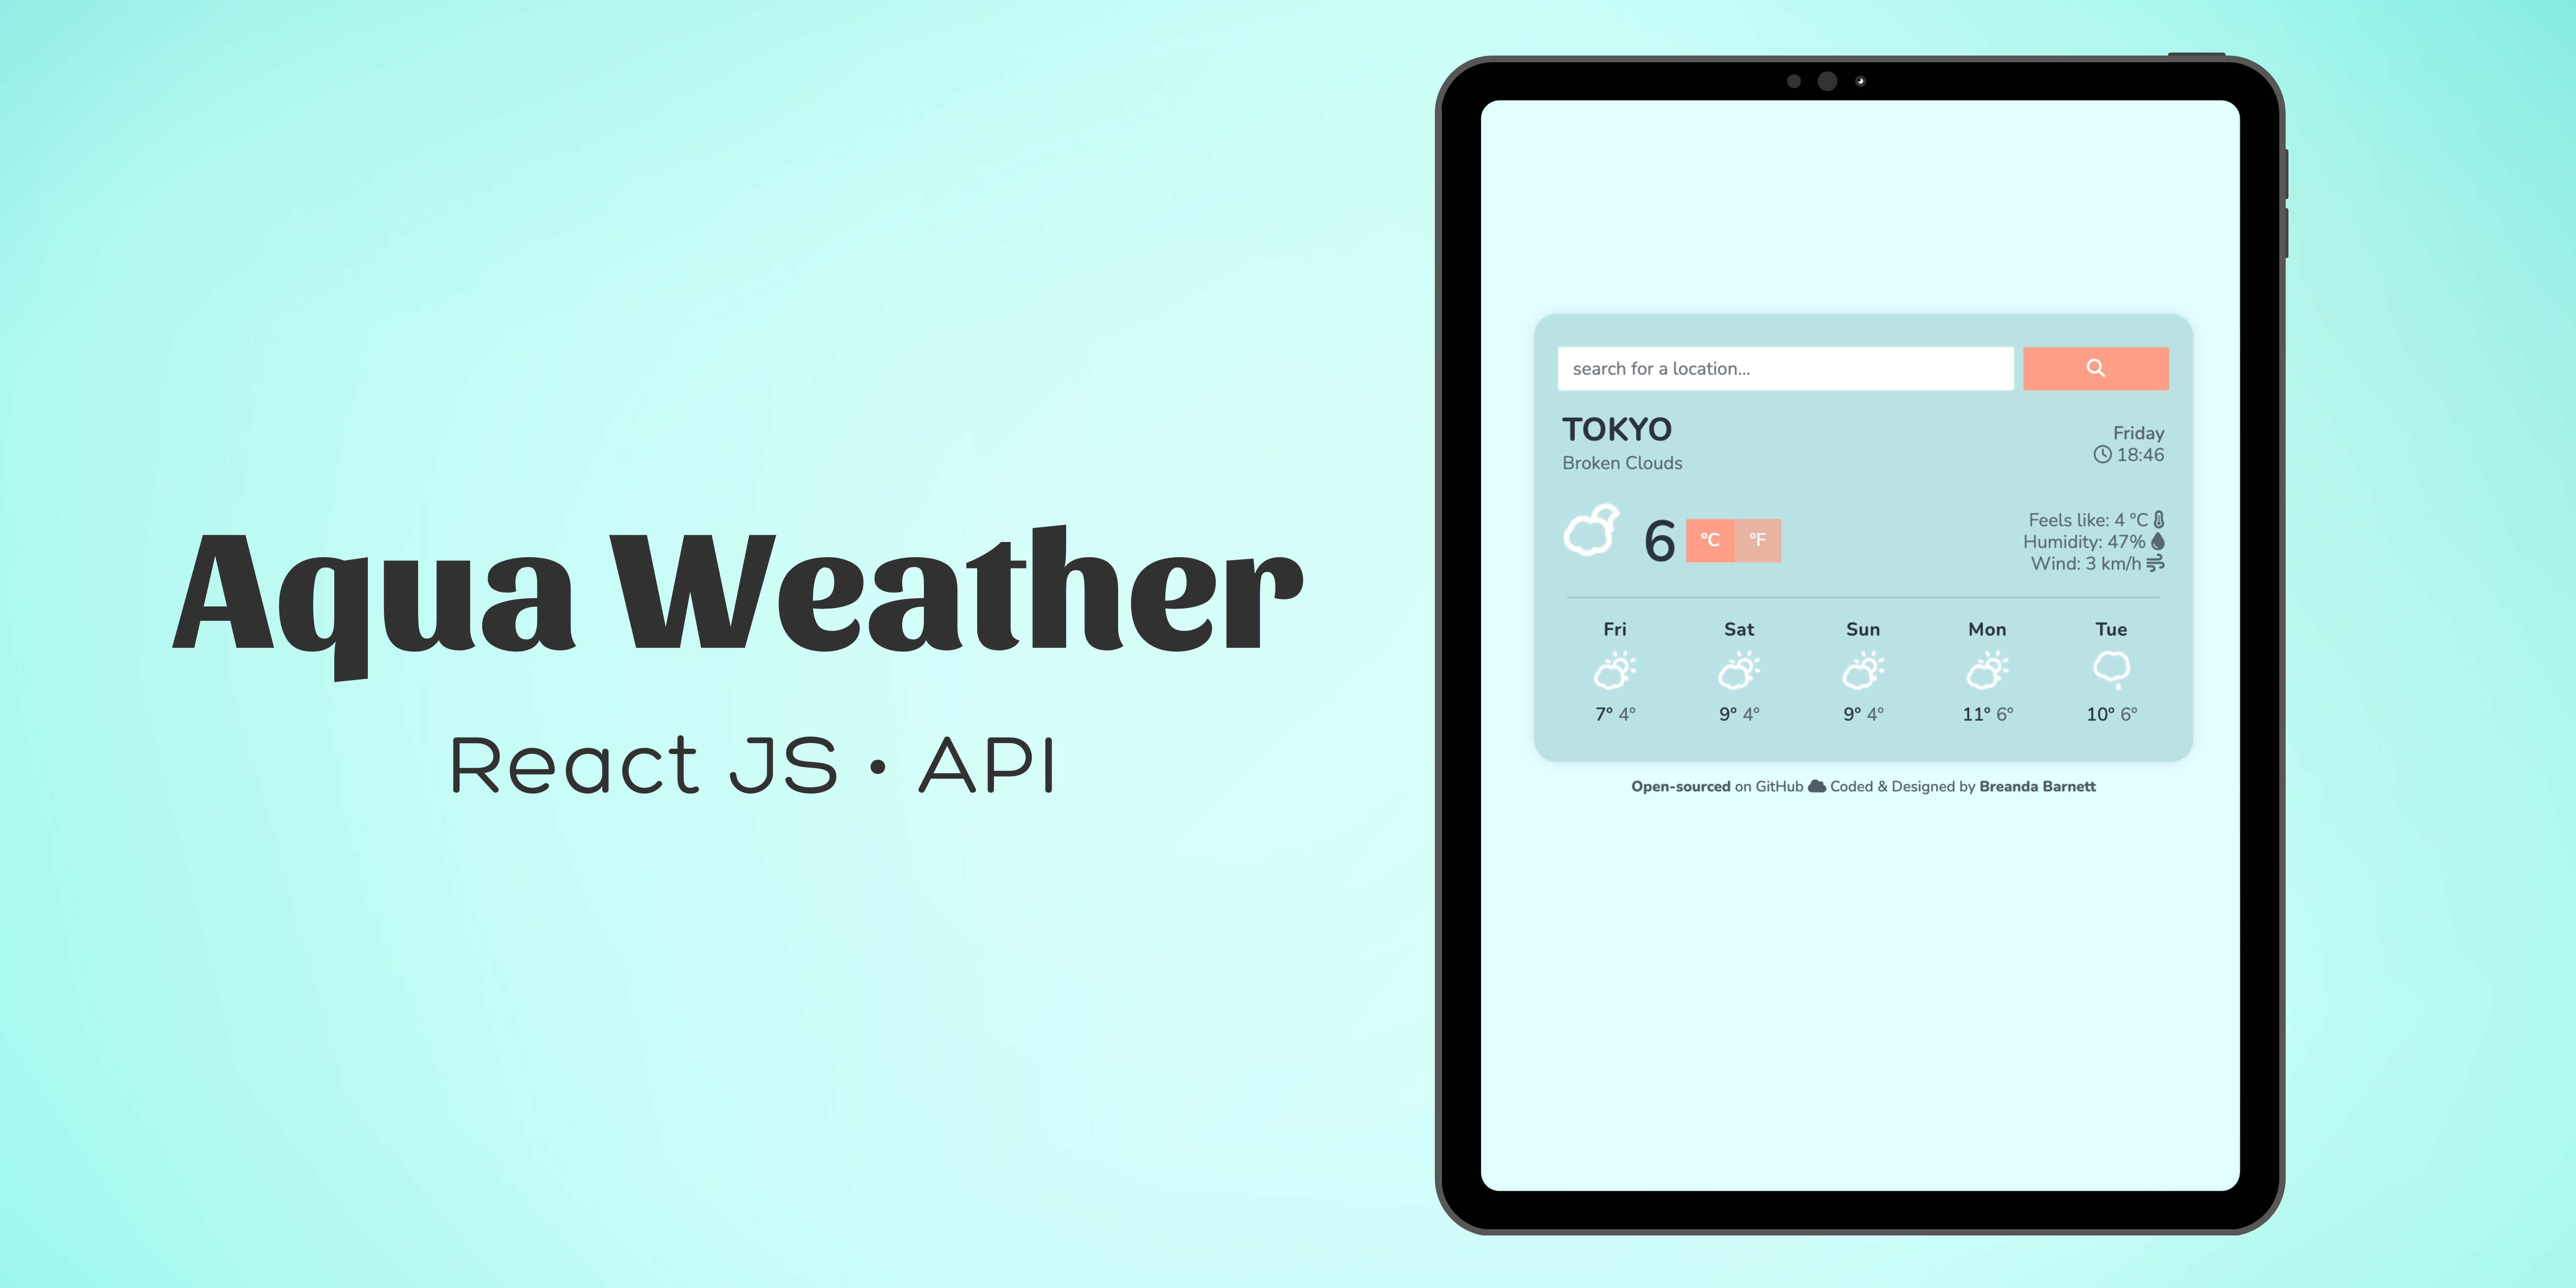 Aqua Weather
React JS • API
search for a location...
TOKYO
Broken Clouds
Friday
18:46
6 °C °F
Feels like: 4 °C
Humidity: 47%
Wind: 3 km/h
Fri Sat Sun Mon Tue
7° 4° 9° 4° 9° 4° 11° 6° 10° 6°
Open-sourced on GitHub Coded & Designed by Breanda Barnett